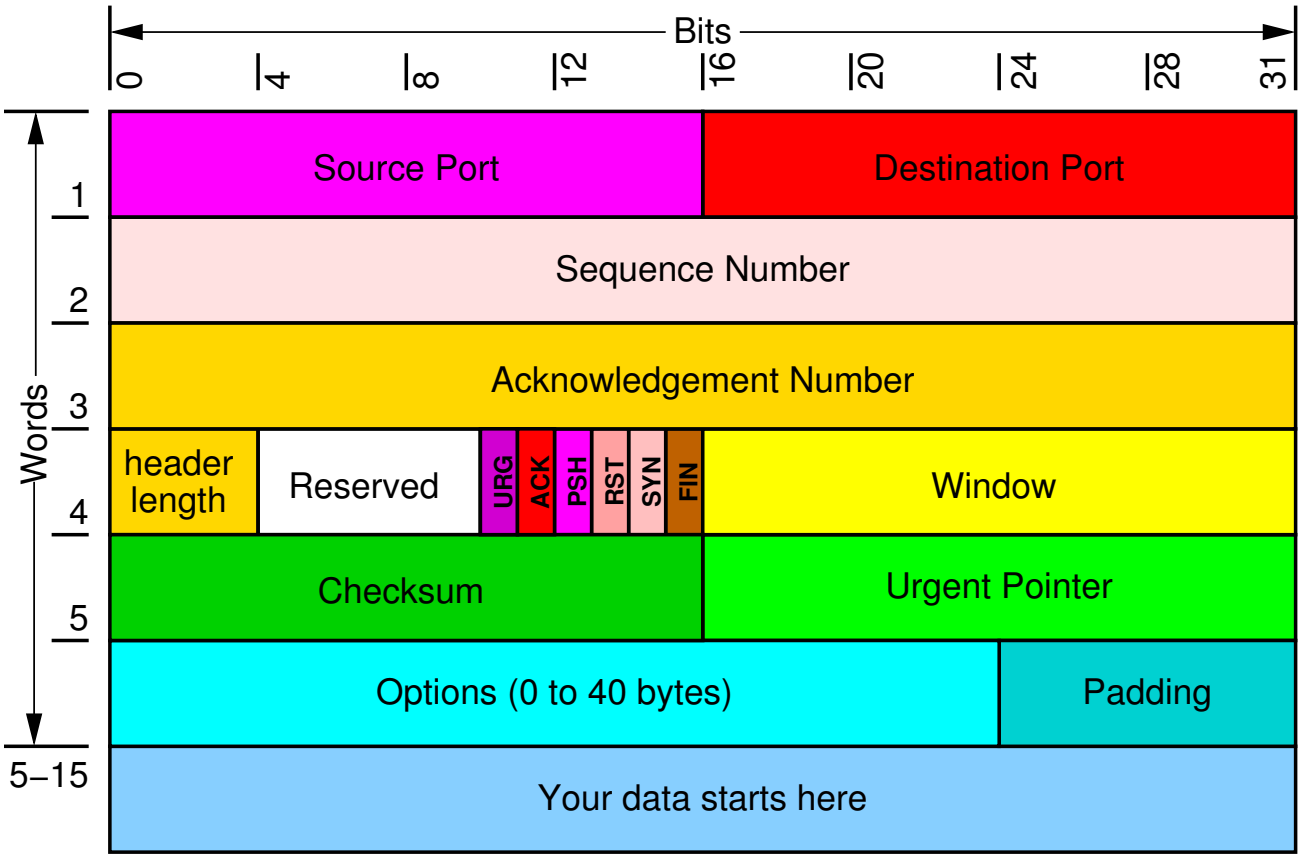 Bits
0 4 8 12 16 20 24 28 31
Words
Source Port Destination Port
1
Sequence Number
2
Acknowledgement Number
3
header
length
Reserved URG ACK PSH RST SYN FIN Window
4
Checksum Urgent Pointer
5
Options (0 to 40 bytes) Padding
5–15
Your data starts here